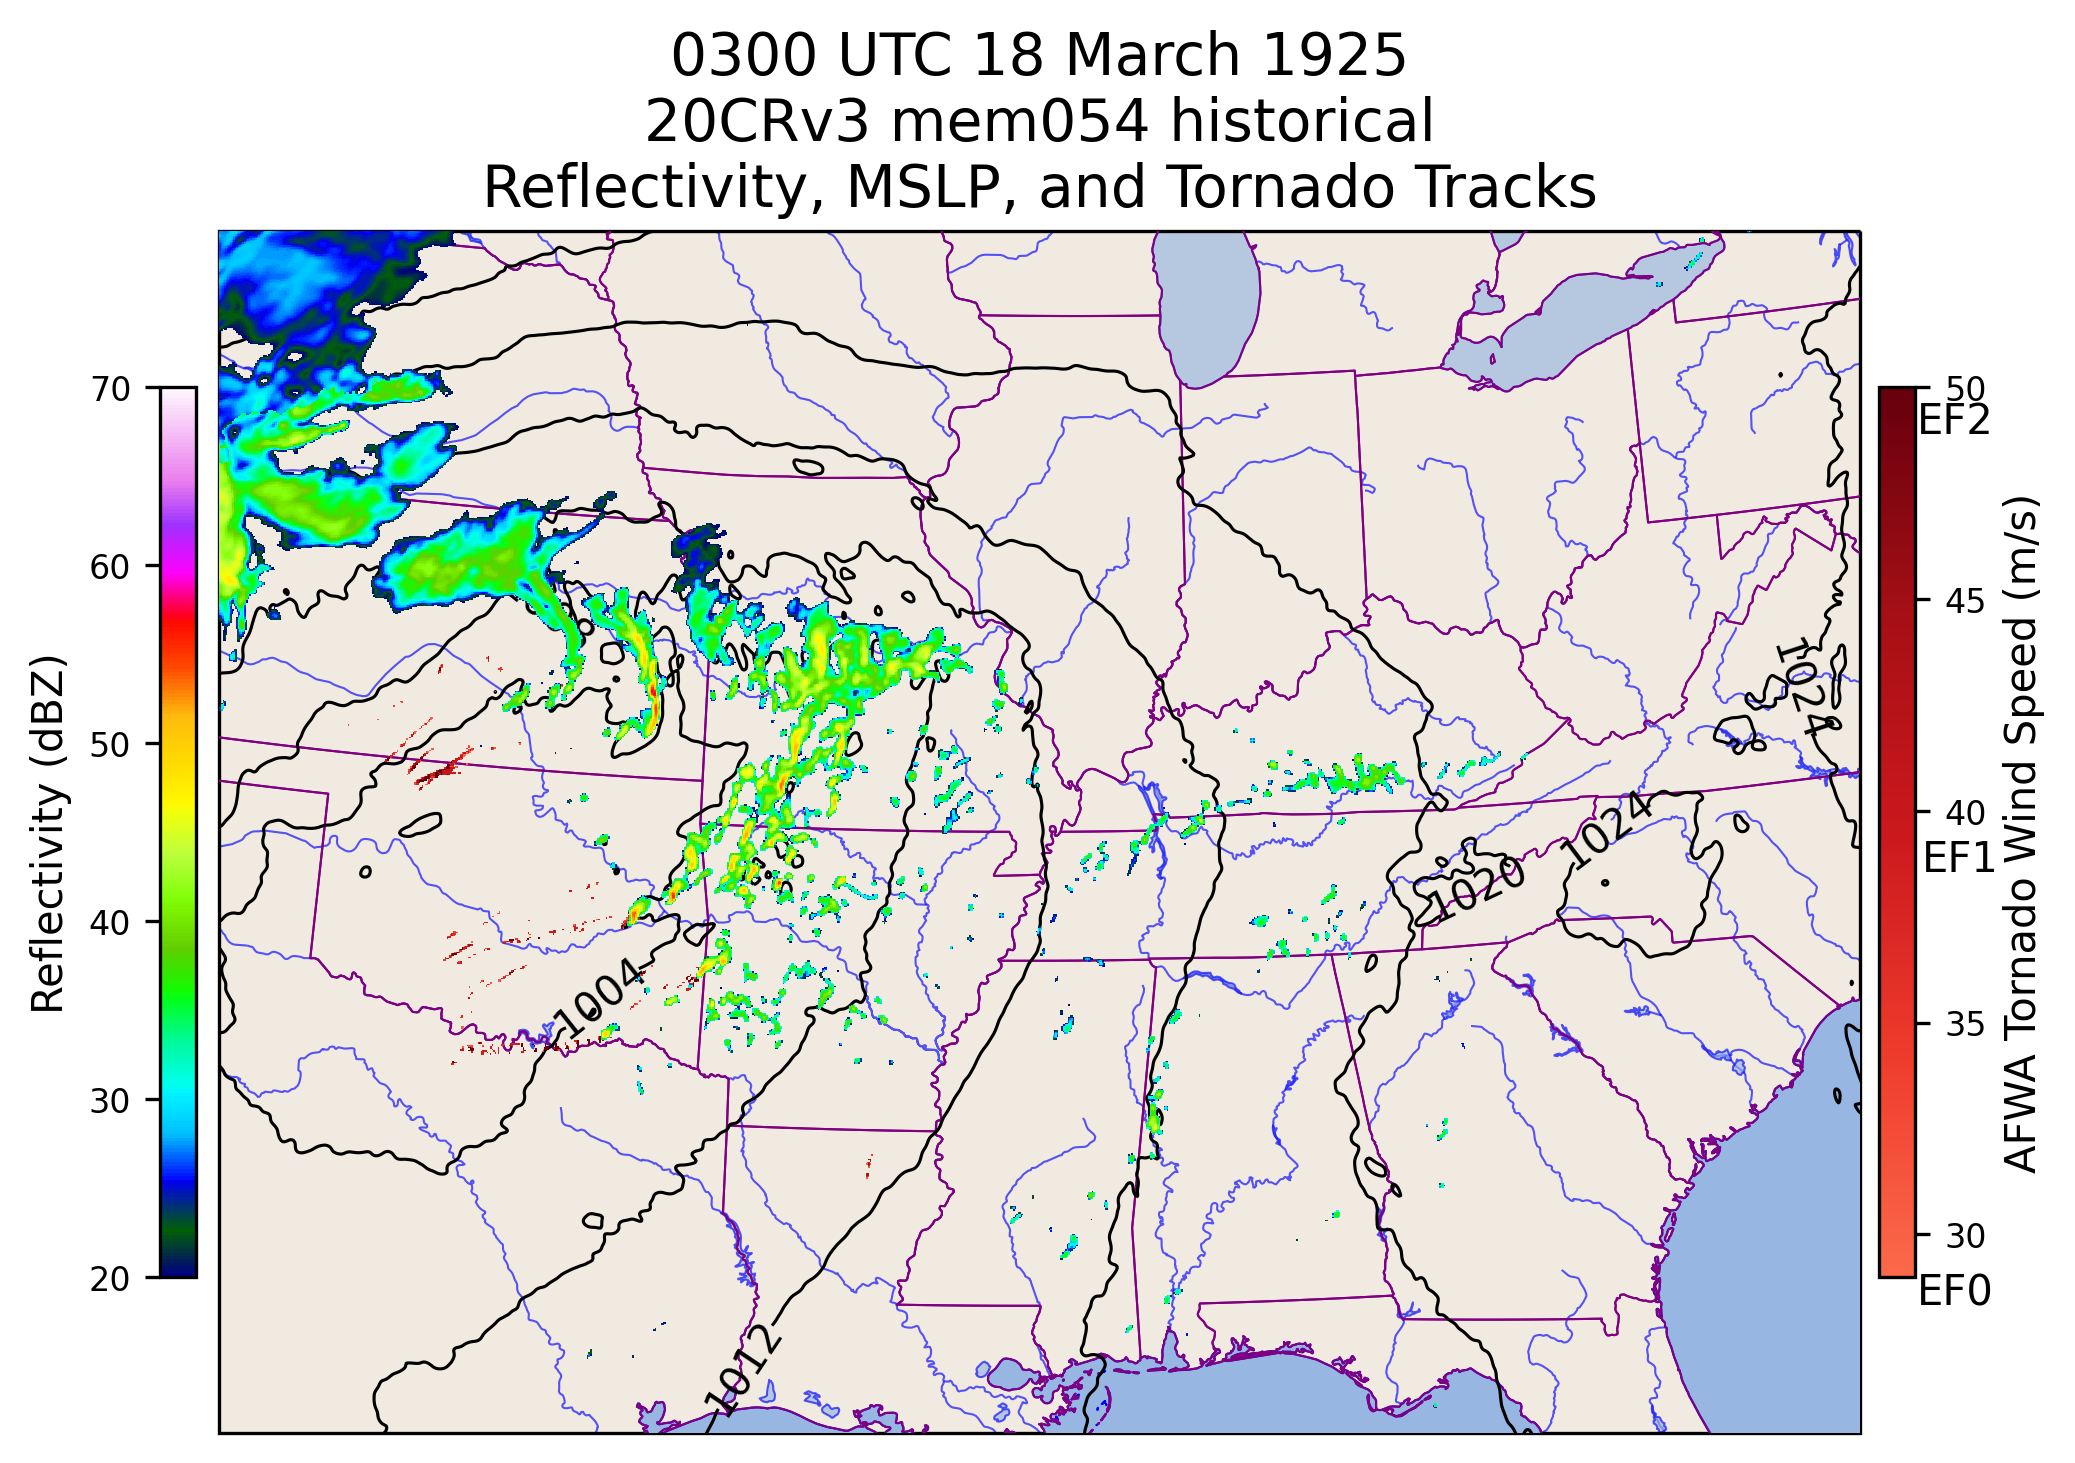 0300 UTC 18 March 1925
20CRv3 mem054 historical
Reflectivity, MSLP, and Tornado Tracks
Reflectivity (dBZ)
70
60
50
40
30
20
1024
1024
1020
1004
1012
50
EF2
45
40
EF1
35
30
EF0
AFWA Tornado Wind Speed (m/s)